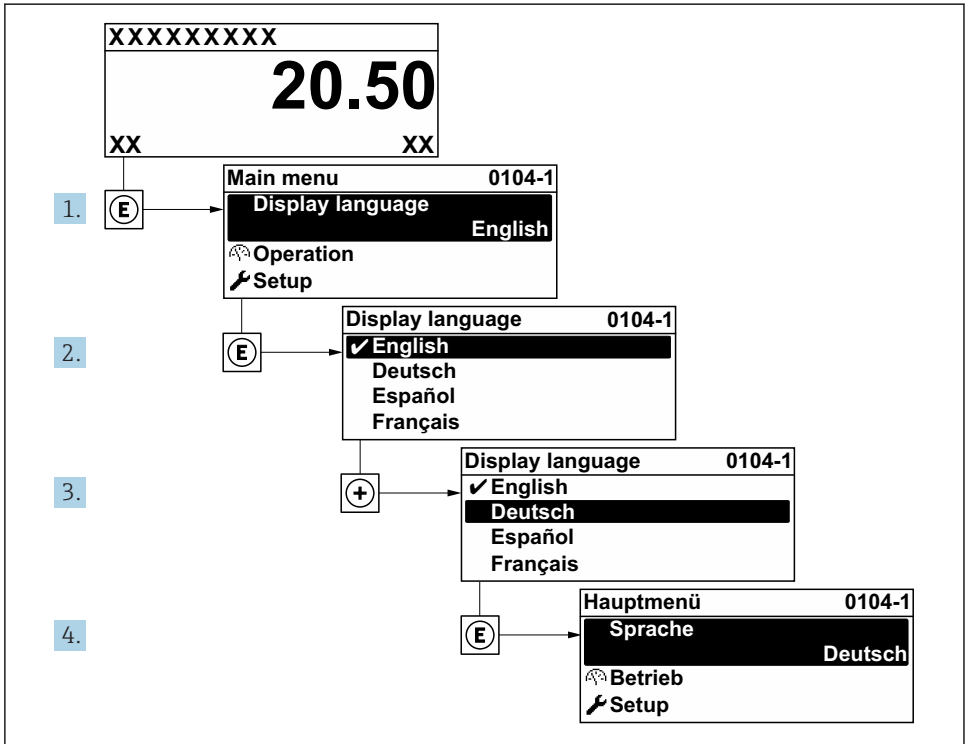 XXXXXXXXX
20.50
XX XX
1. E
Main menu 0104-1
Display language
English
Operation
Setup
2. E
Display language 0104-1
✔English
Deutsch
Español
Français
3. +
Display language 0104-1
✔English
Deutsch
Español
Français
4. E
Hauptmenü 0104-1
Sprache
Deutsch
Betrieb
Setup